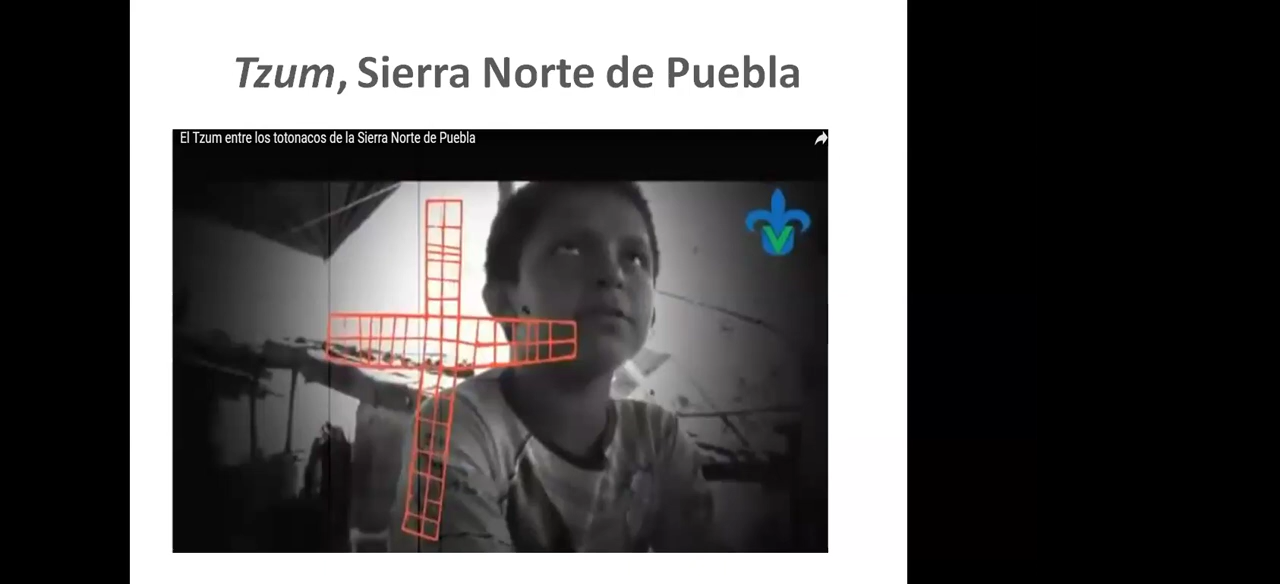 Tzum, Sierra Norte de Puebla
El Tzum entre los totonacos de la Sierra Norte de Puebla